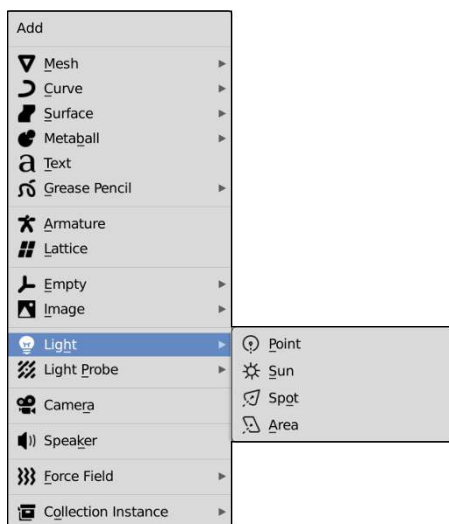 Add
Mesh
Curve
Surface
Metaball
Text
Grease Pencil
Armature
Lattice
Empty
Image
Light
Light Probe
Camera
Speaker
Force Field
Collection Instance
Point
Sun
Spot
Area